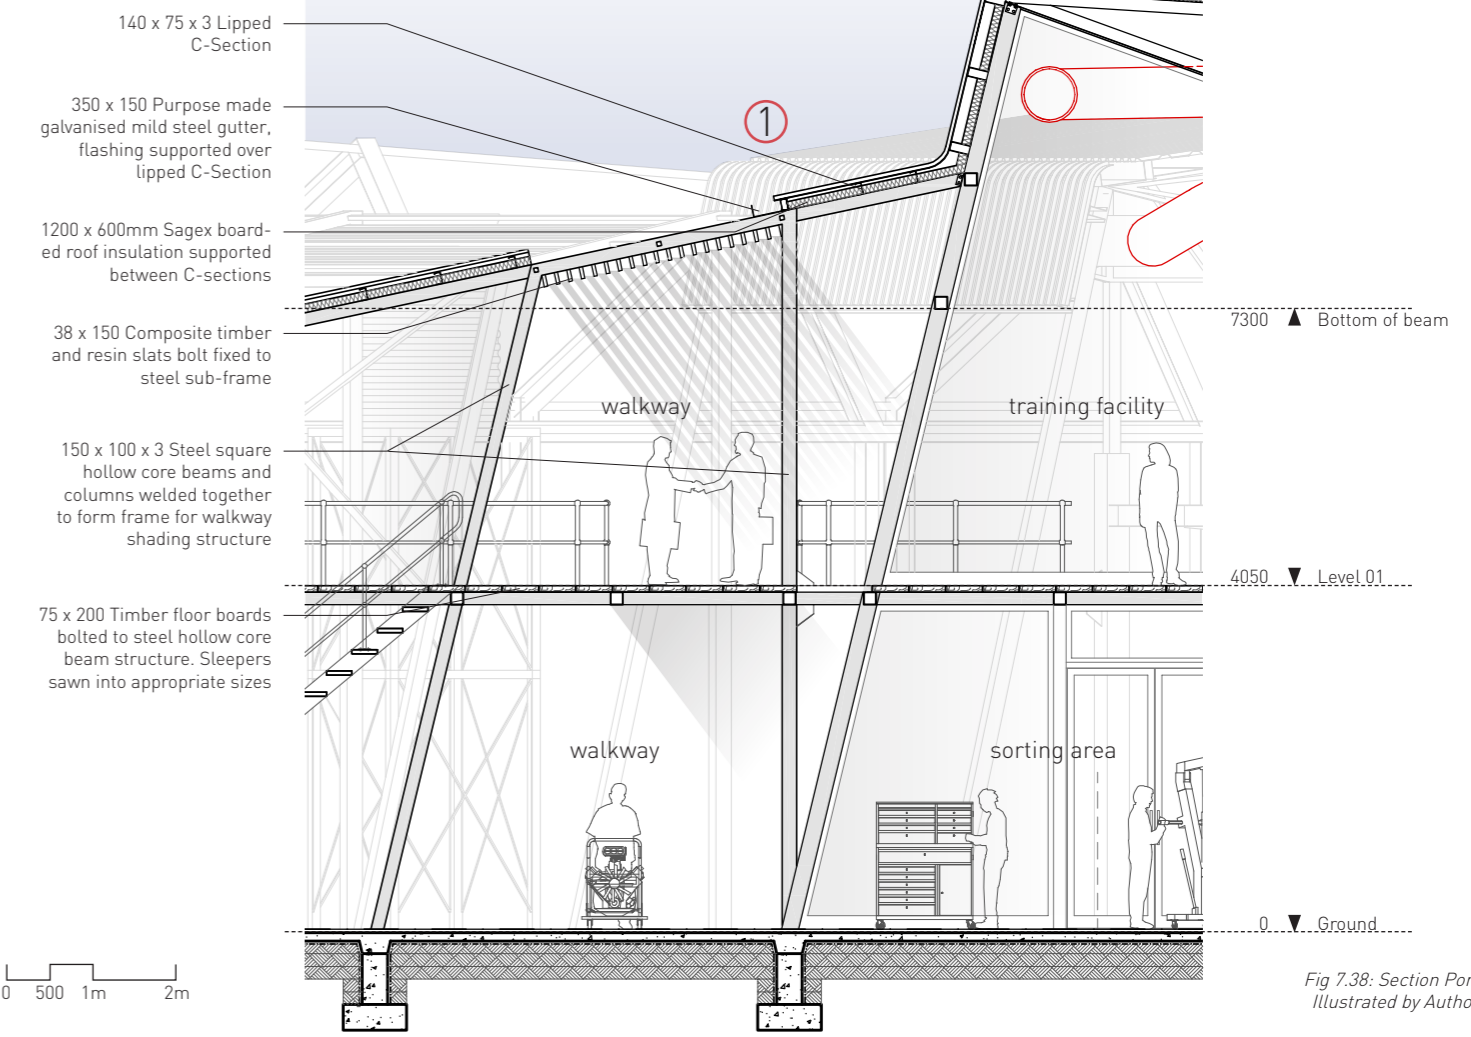 140 x 75 x 3 Lipped
C-Section
350 x 150 Purpose made
galvanised mild steel gutter,
flashing supported over
lipped C-Section
1200 x 600mm Sagex board-
ed roof insulation supported
between C-sections
38 x 150 Composite timber
and resin slats bolt fixed to
steel sub-frame
150 x 100 x 3 Steel square
hollow core beams and
columns welded together
to form frame for walkway
shading structure
75 x 200 Timber floor boards
bolted to steel hollow core
beam structure. Sleepers
sawn into appropriate sizes
1
walkway
training facility
walkway
sorting area
7300 ▲ Bottom of beam
4050 ▼ Level 01
0 ▼ Ground
0 500 1m 2m
Fig 7.38: Section Por
Illustrated by Autho